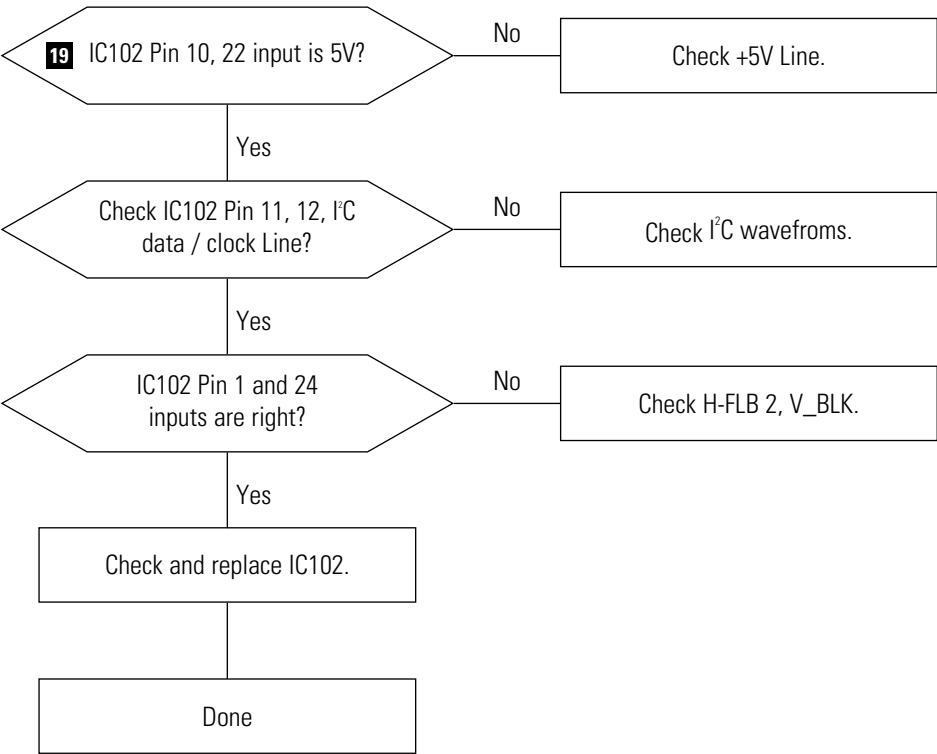 19 IC102 Pin 10, 22 input is 5V?
No
Check +5V Line.
Yes
Check IC102 Pin 11, 12, I²C
data / clock Line?
No
Check I²C wavefroms.
Yes
IC102 Pin 1 and 24
inputs are right?
No
Check H-FLB 2, V_BLK.
Yes
Check and replace IC102.
Done